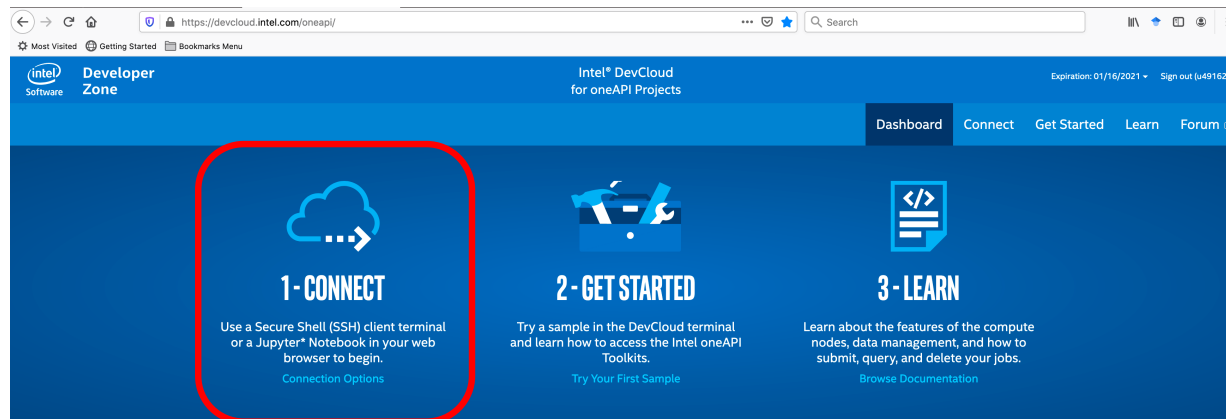 https://devcloud.intel.com/oneapi/
Search
Most Visited Getting Started Bookmarks Menu
intel Software
Developer Zone
Intel® DevCloud
for oneAPI Projects
Expiration: 01/16/2021 Sign out (u49162
Dashboard Connect Get Started Learn Forum
1 - CONNECT
Use a Secure Shell (SSH) client terminal
or a Jupyter* Notebook in your web
browser to begin.
Connection Options
2 - GET STARTED
Try a sample in the DevCloud terminal
and learn how to access the Intel oneAPI
Toolkits.
Try Your First Sample
3 - LEARN
Learn about the features of the compute
nodes, data management, and how to
submit, query, and delete your jobs.
Browse Documentation